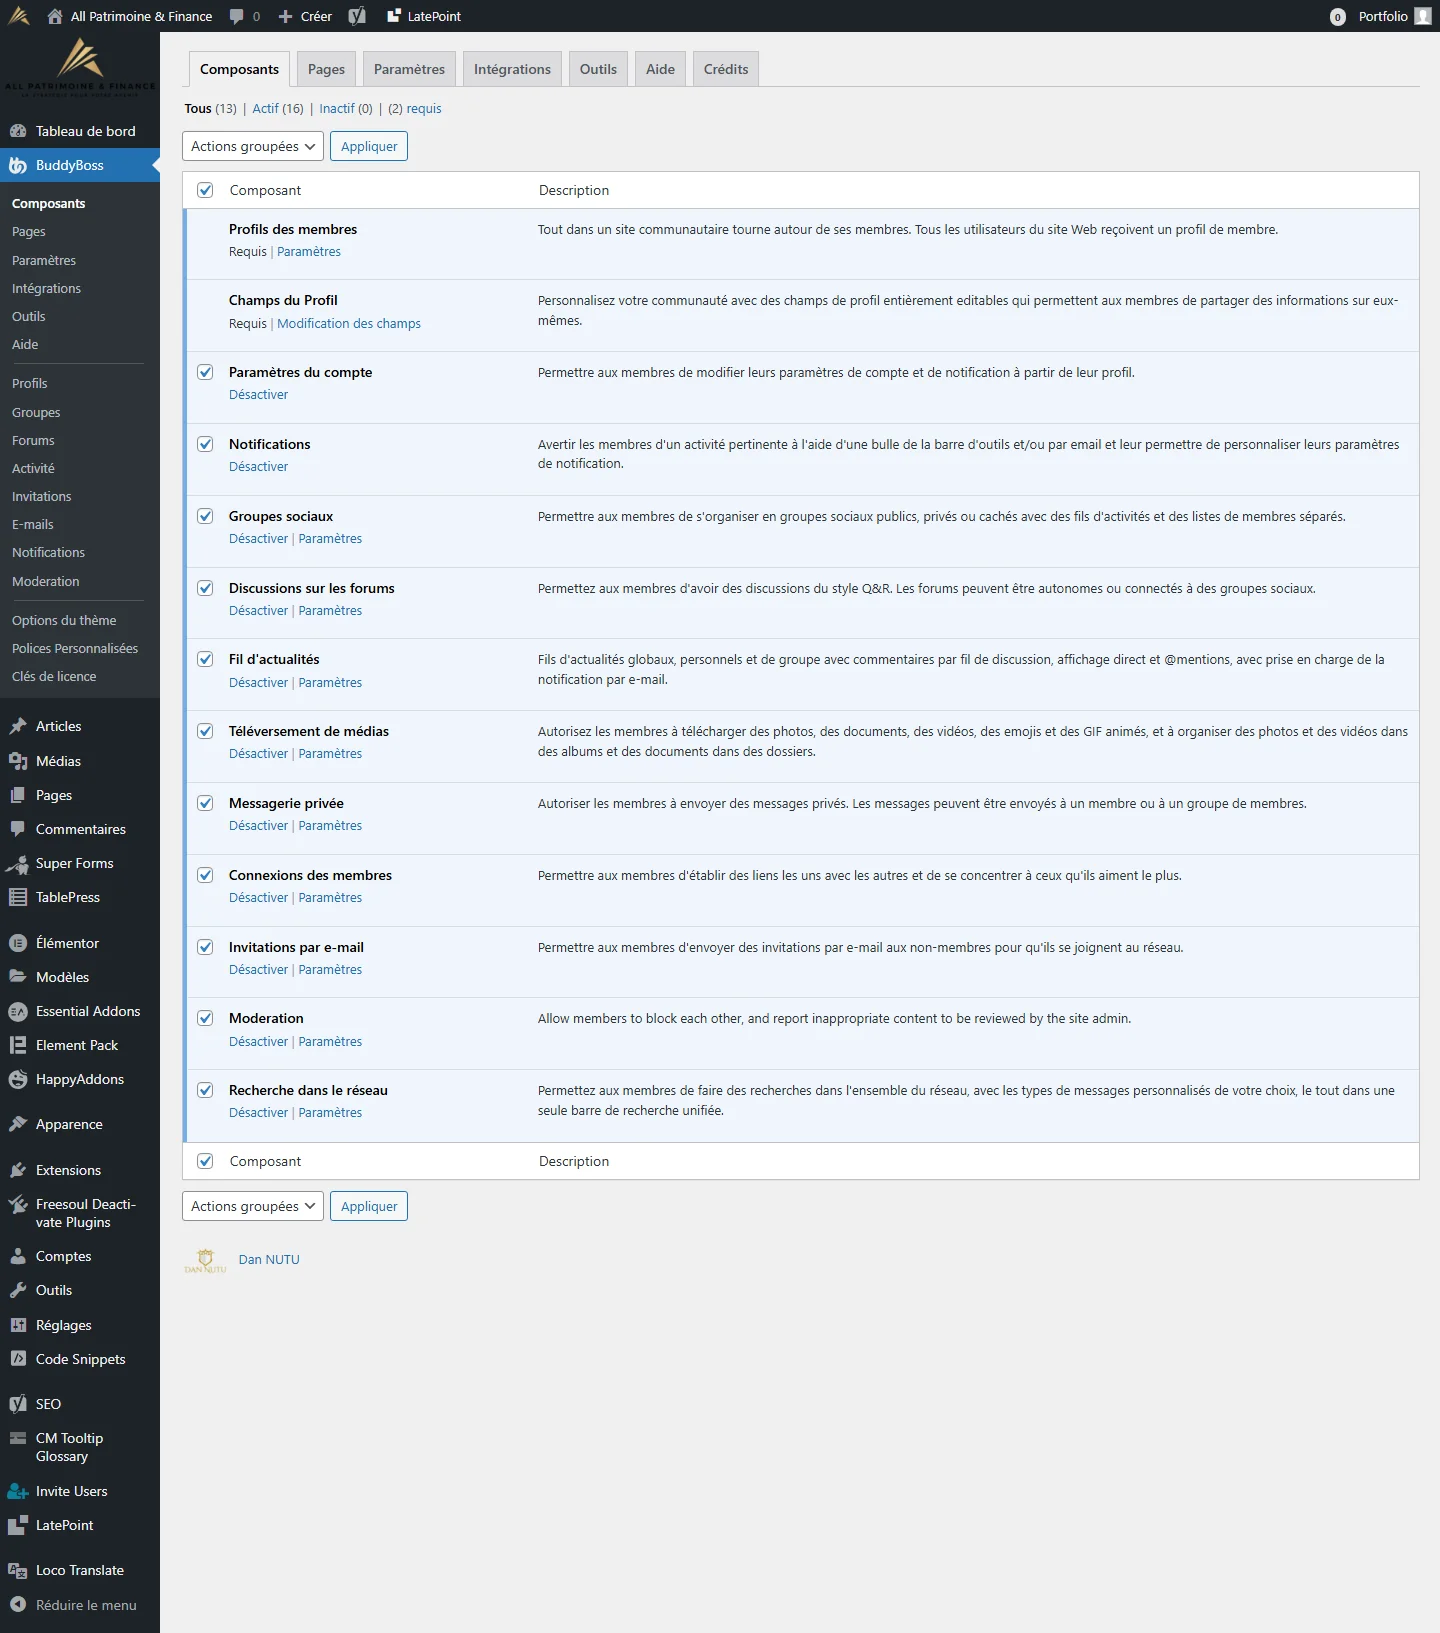 All Patrimoine & Finance
0
Créer
LatePoint
0
Portfolio
ALL PATRIMOINE & FINANCE
Tableau de bord
BuddyBoss
Composants
Pages
Paramètres
Intégrations
Outils
Aide
Profils
Groupes
Forums
Activité
Invitations
E-mails
Notifications
Moderation
Options du thème
Polices Personnalisées
Clés de licence
Articles
Médias
Pages
Commentaires
Super Forms
TablePress
Élémentor
Modèles
Essential Addons
Element Pack
HappyAddons
Apparence
Extensions
Freesoul Deacti-
vate Plugins
Comptes
Outils
Réglages
Code Snippets
SEO
CM Tooltip
Glossary
Invite Users
LatePoint
Loco Translate
Réduire le menu
Composants
Pages
Paramètres
Intégrations
Outils
Aide
Crédits
Tous (13) | Actif (16) | Inactif (0) | (2) requis
Actions groupées
Appliquer
Composant
Description
Profils des membres
Requis | Paramètres
Tout dans un site communautaire tourne autour de ses membres. Tous les utilisateurs du site Web reçoivent un profil de membre.
Champs du Profil
Requis | Modification des champs
Personnalisez votre communauté avec des champs de profil entièrement editables qui permettent aux membres de partager des informations sur eux-
mêmes.
Paramètres du compte
Désactiver
Permettre aux membres de modifier leurs paramètres de compte et de notification à partir de leur profil.
Notifications
Désactiver
Avertir les membres d'un activité pertinente à l'aide d'une bulle de la barre d'outils et/ou par email et leur permettre de personnaliser leurs paramètres
de notification.
Groupes sociaux
Désactiver | Paramètres
Permettre aux membres de s'organiser en groupes sociaux publics, privés ou cachés avec des fils d'activités et des listes de membres séparés.
Discussions sur les forums
Désactiver | Paramètres
Permettez aux membres d'avoir des discussions du style Q&R. Les forums peuvent être autonomes ou connectés à des groupes sociaux.
Fil d'actualités
Désactiver | Paramètres
Fils d'actualités globaux, personnels et de groupe avec commentaires par fil de discussion, affichage direct et @mentions, avec prise en charge de la
notification par e-mail.
Téléversement de médias
Désactiver | Paramètres
Autorisez les membres à télécharger des photos, des documents, des vidéos, des emojis et des GIF animés, et à organiser des photos et des vidéos dans
des albums et des documents dans des dossiers.
Messagerie privée
Désactiver | Paramètres
Autoriser les membres à envoyer des messages privés. Les messages peuvent être envoyés à un membre ou à un groupe de membres.
Connexions des membres
Désactiver | Paramètres
Permettre aux membres d'établir des liens les uns avec les autres et de se concentrer à ceux qu'ils aiment le plus.
Invitations par e-mail
Désactiver | Paramètres
Permettre aux membres d'envoyer des invitations par e-mail aux non-membres pour qu'ils se joignent au réseau.
Moderation
Désactiver | Paramètres
Allow members to block each other, and report inappropriate content to be reviewed by the site admin.
Recherche dans le réseau
Désactiver | Paramètres
Permettez aux membres de faire des recherches dans l'ensemble du réseau, avec les types de messages personnalisés de votre choix, le tout dans une
seule barre de recherche unifiée.
Composant
Description
Actions groupées
Appliquer
DAN NUTU
Dan NUTU